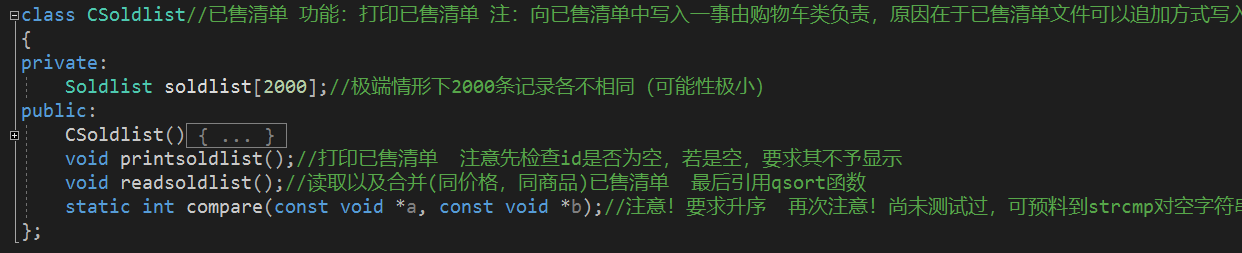 class CSoldlist//已售清单 功能：打印已售清单 注：向已售清单中写入一事由购物车类负责，原因在于已售清单文件可以追加方式写入
{
private:
Soldlist soldlist[2000];//极端情形下2000条记录各不相同（可能性极小）
public:
CSoldlist() { ... }
void printsoldlist();//打印已售清单 注意先检查id是否为空，若是空，要求其不予显示
void readsoldlist();//读取以及合并(同价格，同商品)已售清单 最后引用qsort函数
static int compare(const void *a, const void *b);//注意！要求升序 再次注意！尚未测试过，可预料到strcmp对空字符串
};